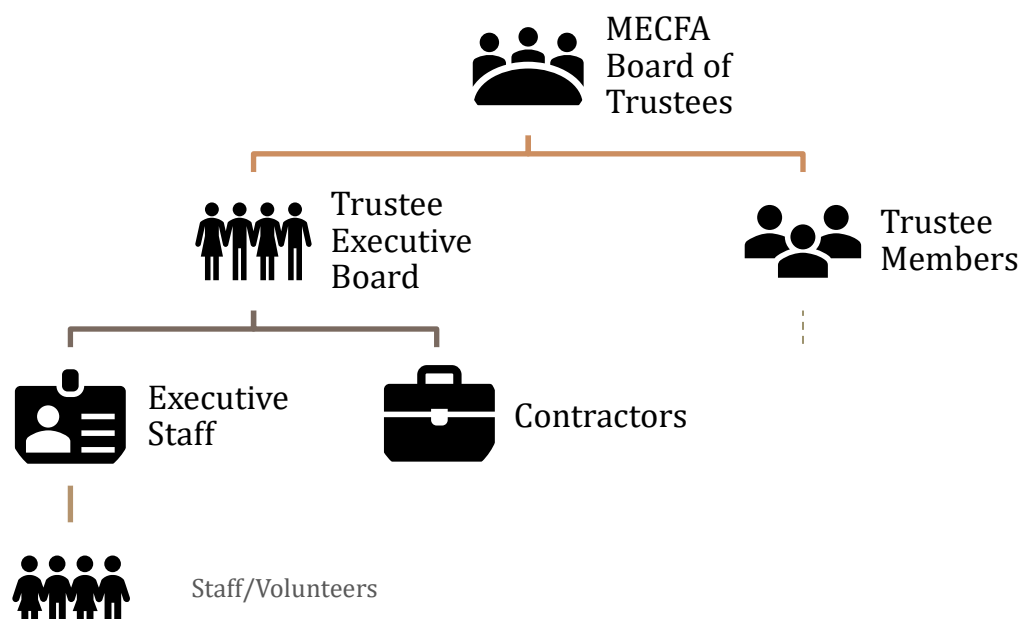 MECFA
Board of
Trustees
Trustee
Executive
Board
Trustee
Members
Executive
Staff
Contractors
Staff/Volunteers